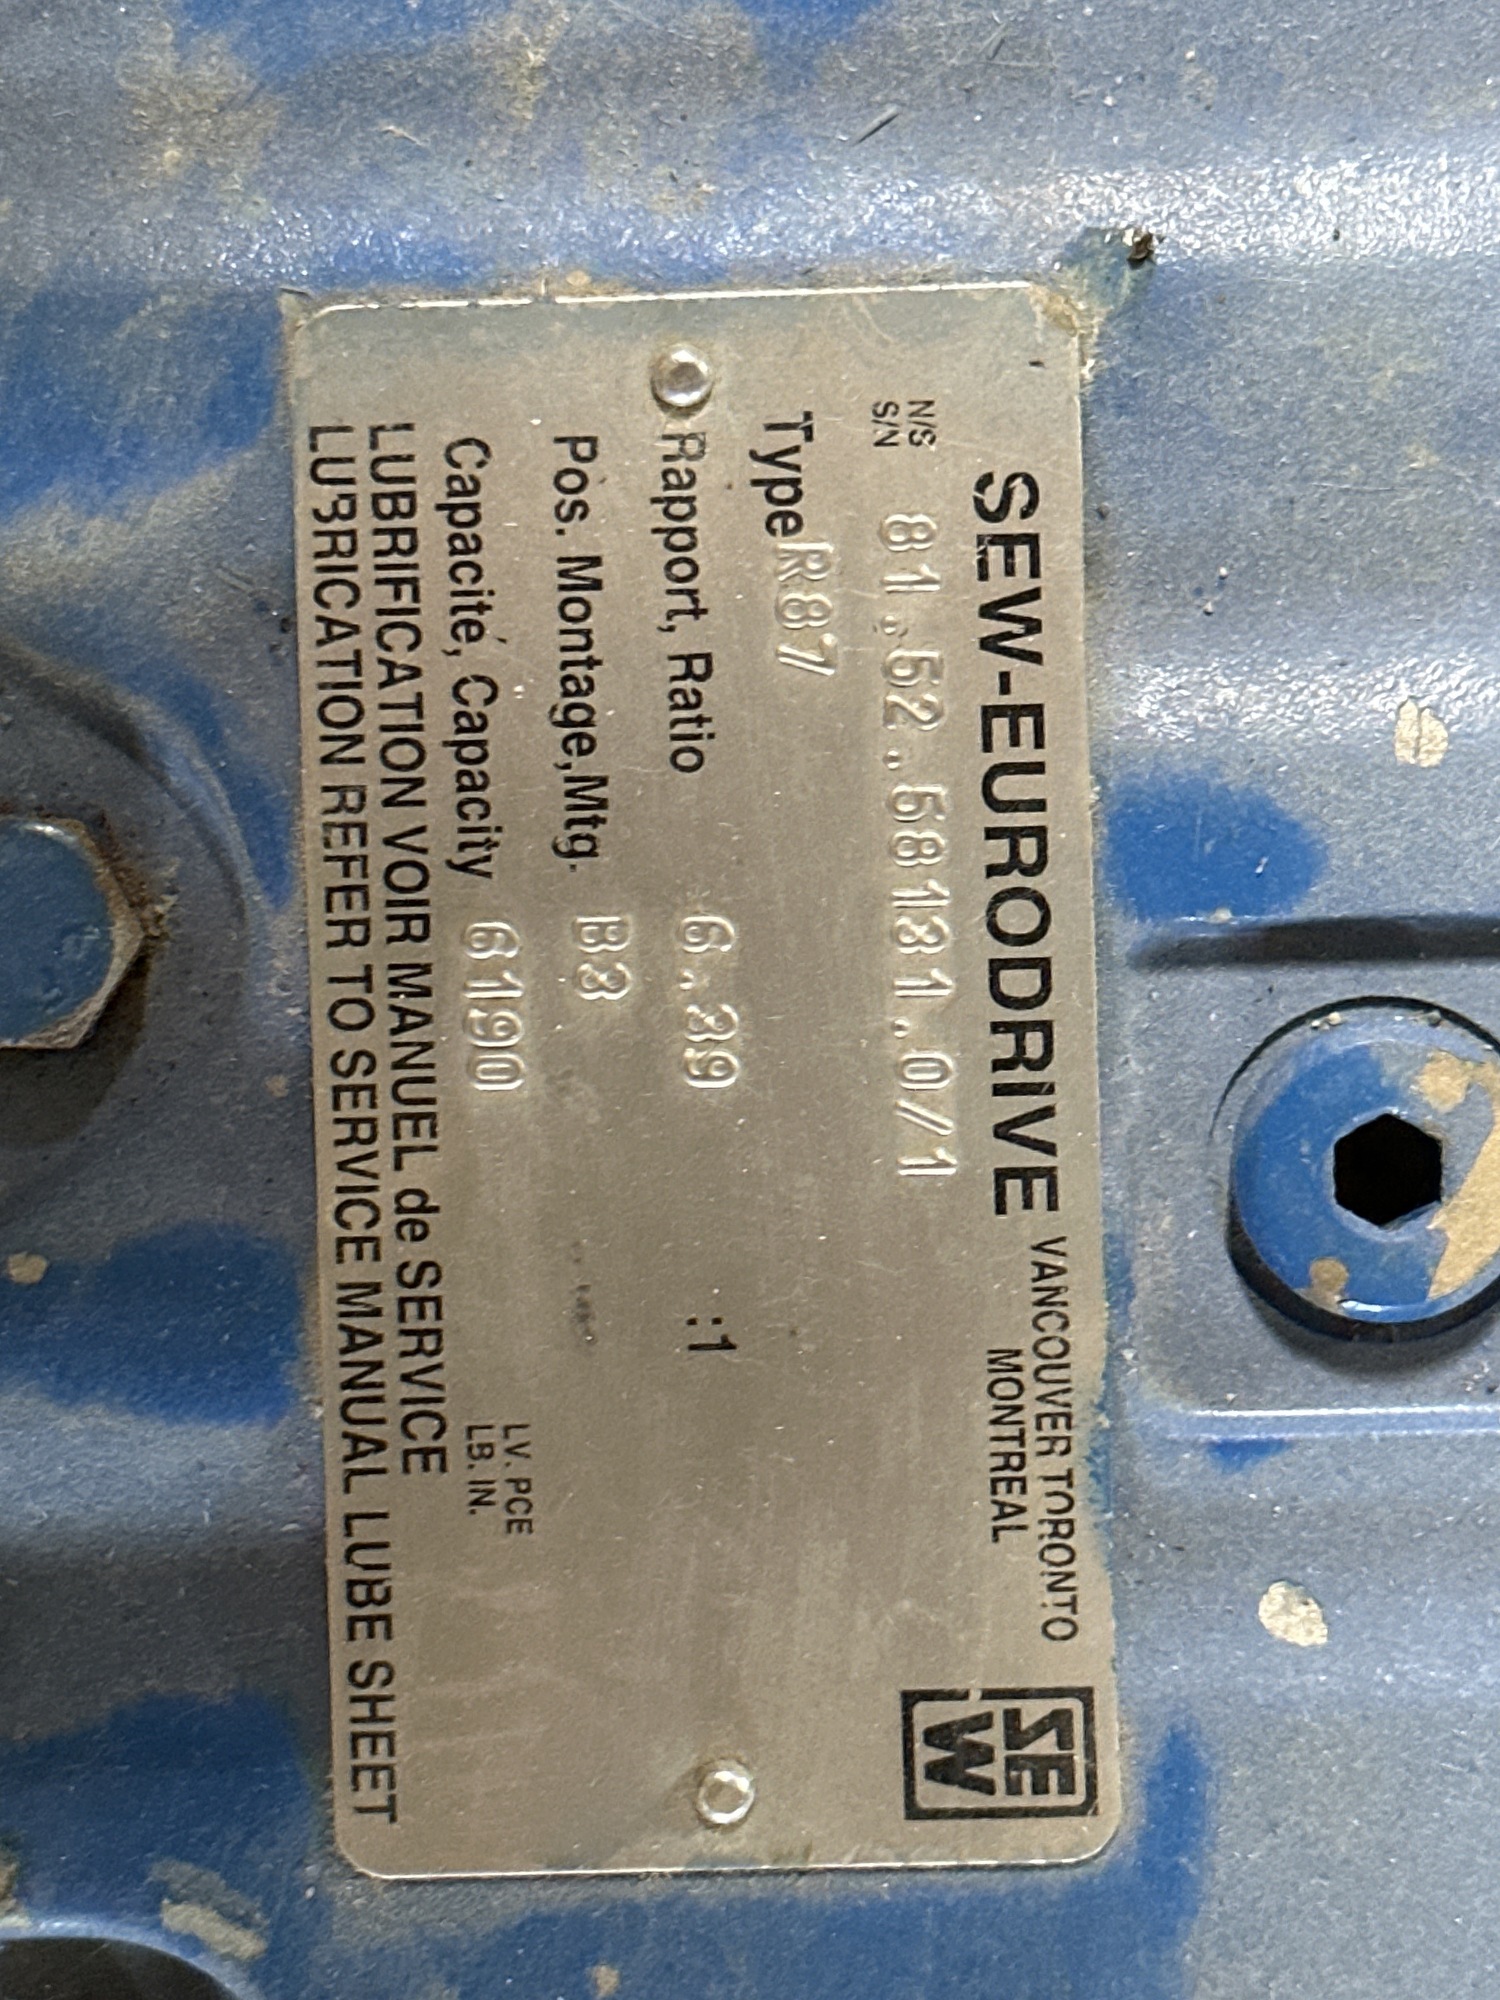 SEW-EURODRIVE VANCOUVER TORONTO
MONTREAL
SEW
N/S
S/N 81.52.58131.0/1
Type R87
Rapport, Ratio 6.39 :1
Pos. Montage,Mtg. B3
Capacité, Capacity 6190 LV. PCE
LB. IN.
LUBRIFICATION VOIR MANUEL de SERVICE
LUBRICATION REFER TO SERVICE MANUAL LUBE SHEET